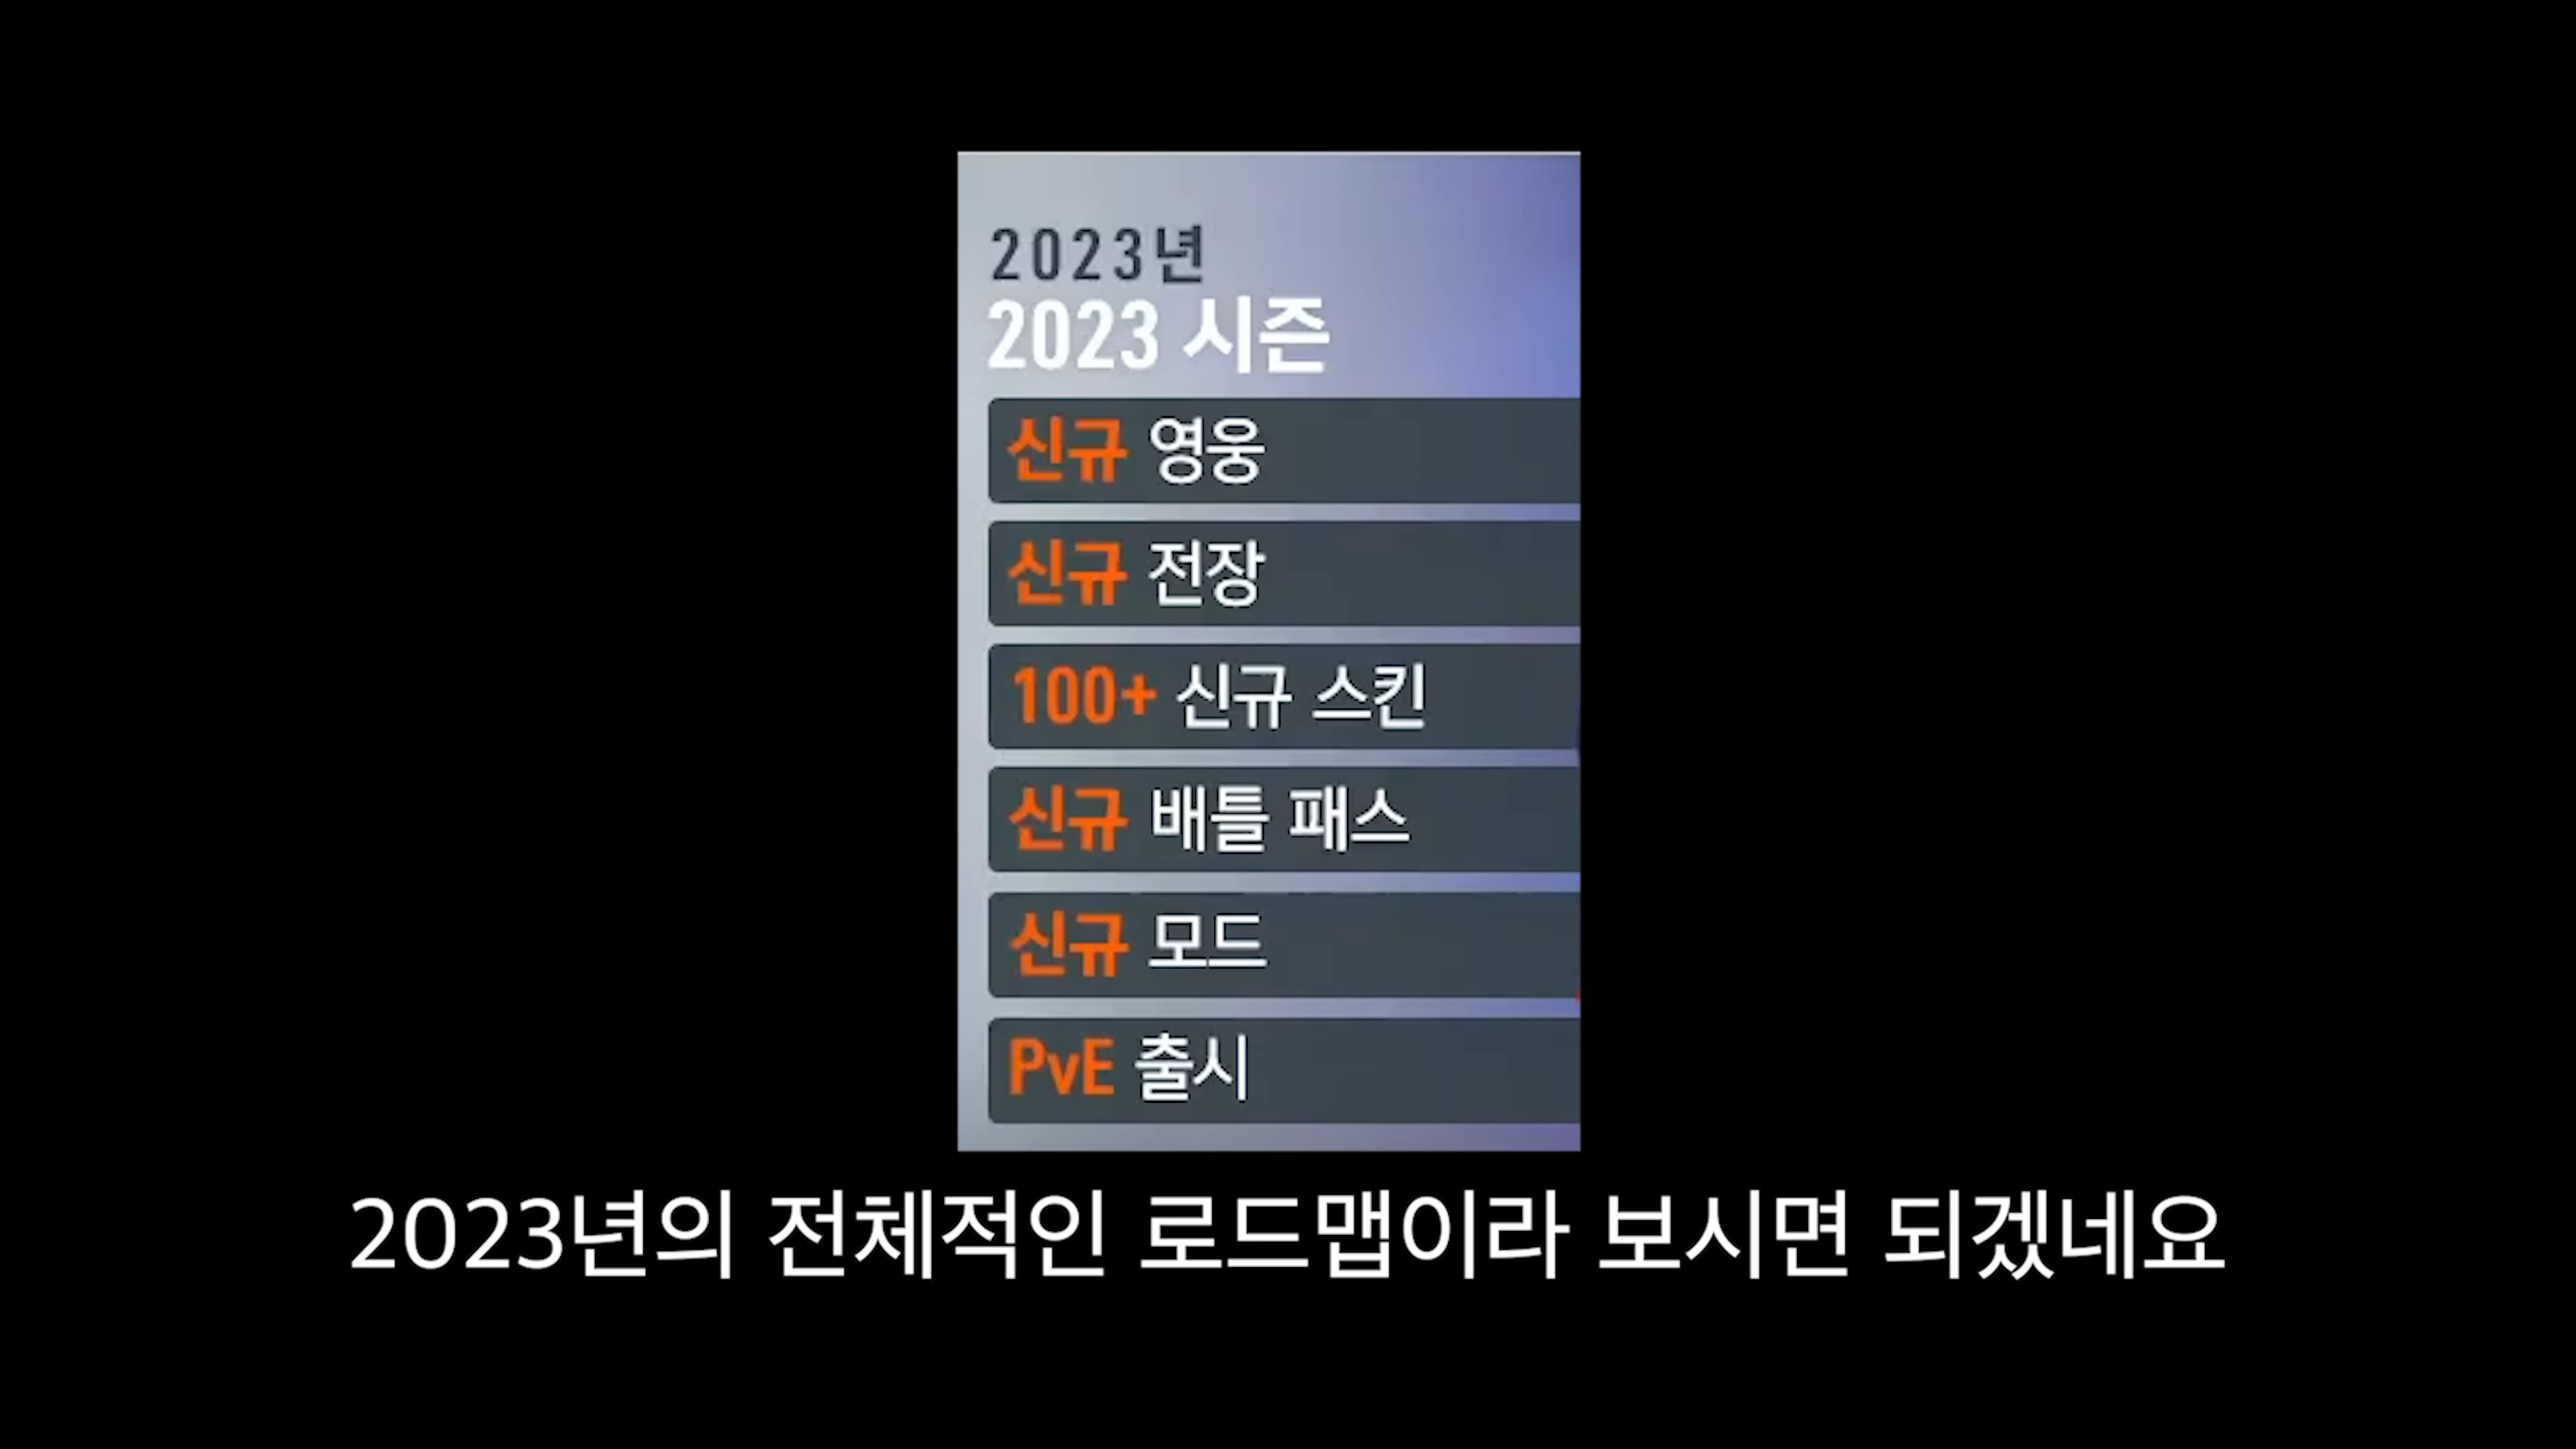 2023년
2023 시즌
신규 영웅
신규 전장
100+ 신규 스킨
신규 배틀 패스
신규 모드
PvE 출시
2023년의 전체적인 로드맵이라 보시면 되겠네요